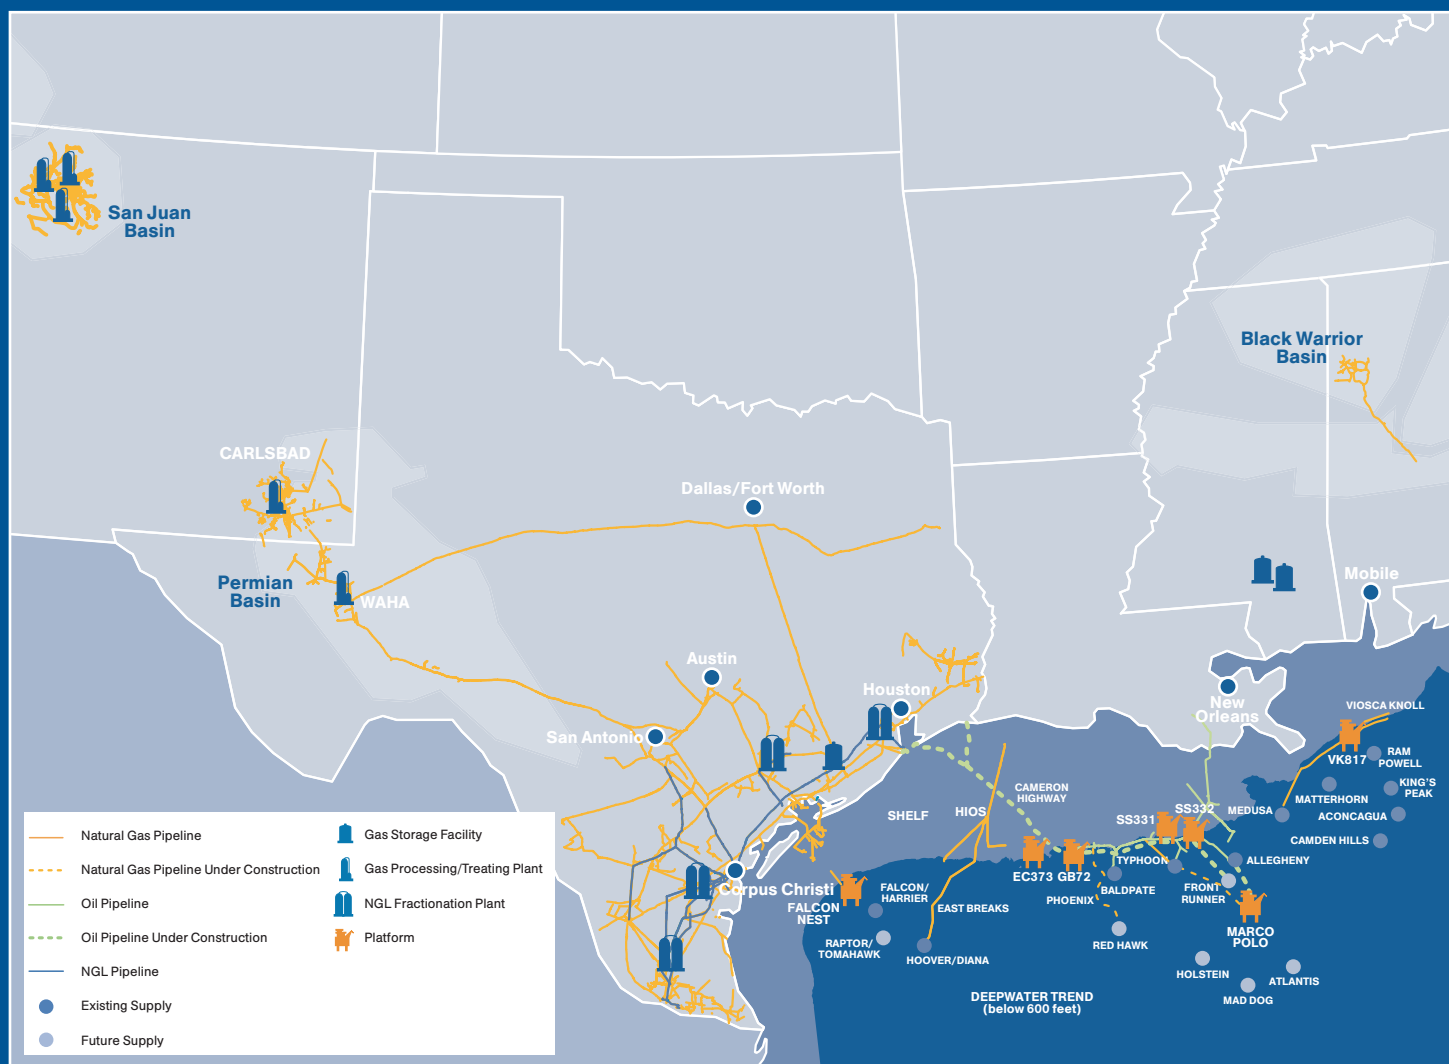 San Juan
Basin
Black Warrior
Basin
CARLSBAD
Dallas/Fort Worth
Permian
Basin
WAHA
Mobile
Austin
Houston
New
Orleans
San Antonio
VIOSCA KNOLL
VK817
RAM
POWELL
KING'S
PEAK
MATTERHORN
ACONCAGUA
CAMERON
HIGHWAY
SHELF
HIOS
SS331
SS332
MEDUSA
CAMDEN HILLS
EC373
GB72
TYPHOON
ALLEGHENY
Corpus Christi
FALCON
NEST
FALCON/
HARRIER
BALDPATE
FRONT
RUNNER
PHOENIX
EAST BREAKS
MARCO
POLO
RAPTOR/
TOMAHAWK
HOOVER/DIANA
RED HAWK
HOLSTEIN
ATLANTIS
MAD DOG
DEEPWATER TREND
(below 600 feet)
Natural Gas Pipeline
Natural Gas Pipeline Under Construction
Oil Pipeline
Oil Pipeline Under Construction
NGL Pipeline
Existing Supply
Future Supply
Gas Storage Facility
Gas Processing/Treating Plant
NGL Fractionation Plant
Platform